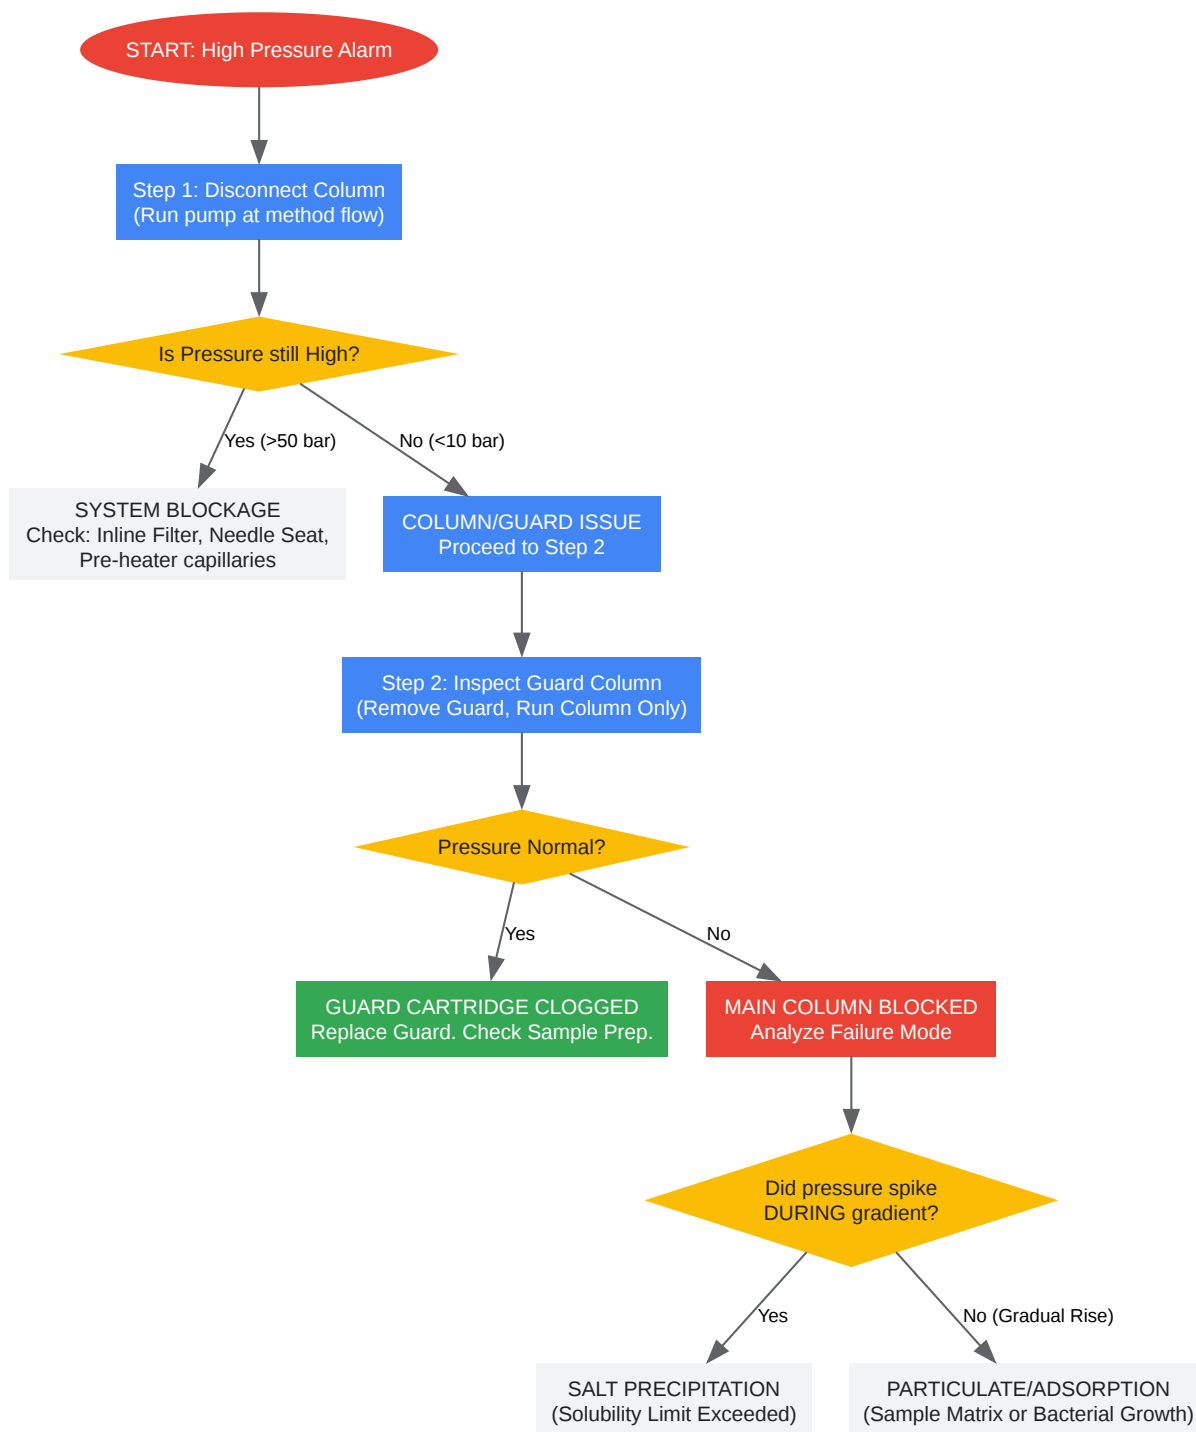 START: High Pressure Alarm
Step 1: Disconnect Column
(Run pump at method flow)
Is Pressure still High?
Yes (>50 bar)
No (<10 bar)
SYSTEM BLOCKAGE
Check: Inline Filter, Needle Seat,
Pre-heater capillaries
COLUMN/GUARD ISSUE
Proceed to Step 2
Step 2: Inspect Guard Column
(Remove Guard, Run Column Only)
Pressure Normal?
Yes
No
GUARD CARTRIDGE CLOGGED
Replace Guard. Check Sample Prep.
MAIN COLUMN BLOCKED
Analyze Failure Mode
Did pressure spike
DURING gradient?
Yes
No (Gradual Rise)
SALT PRECIPITATION
(Solubility Limit Exceeded)
PARTICULATE/ADSORPTION
(Sample Matrix or Bacterial Growth)